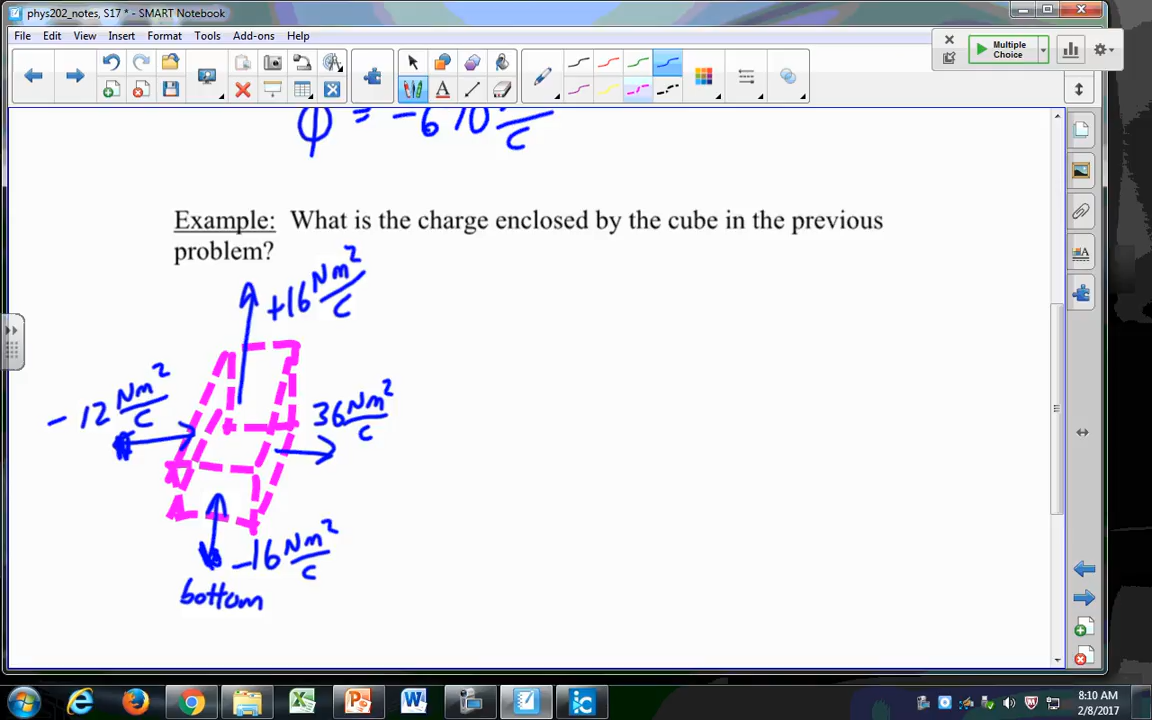 phys202_notes, S17 * - SMART Notebook
File Edit View Insert Format Tools Add-ons Help
Multiple
Choice
A
Φ = -670
C
Example: What is the charge enclosed by the cube in the previous
problem?
+16 Nm²/C
-12 Nm²/C
36 Nm²/C
-16 Nm²/C
bottom
8:10 AM
2/8/2017